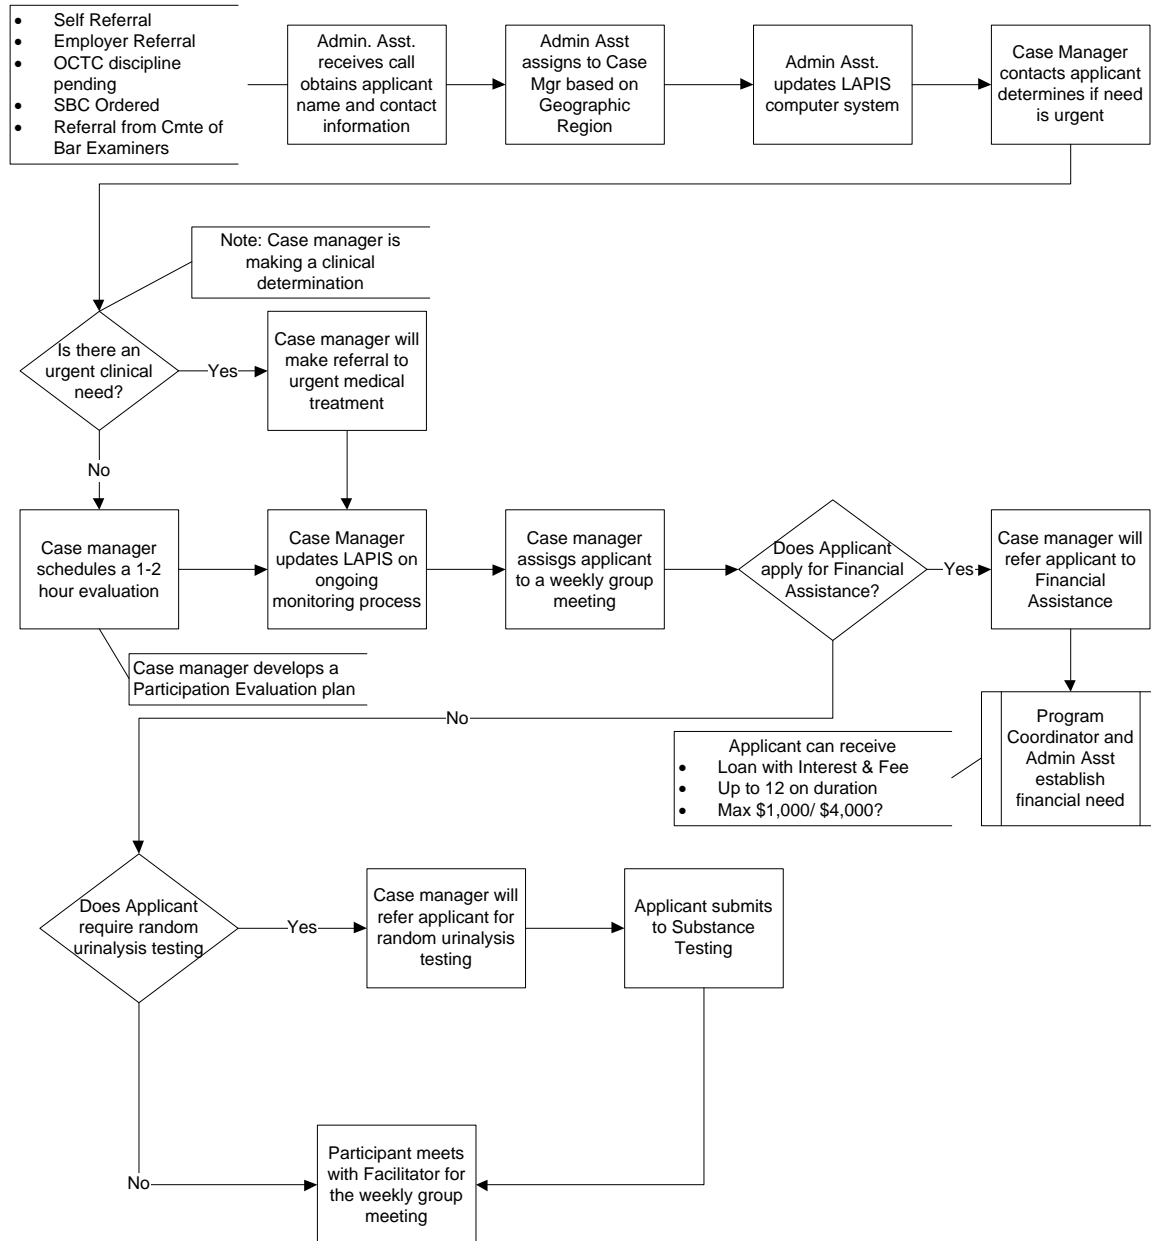 • Self Referral
• Employer Referral
• OCTC discipline
pending
• SBC Ordered
• Referral from Cmte of
Bar Examiners
Admin. Asst.
receives call
obtains applicant
name and contact
information
Admin Asst
assigns to Case
Mgr based on
Geographic
Region
Admin Asst.
updates LAPIS
computer system
Case Manager
contacts applicant
determines if need
is urgent
Note: Case manager is
making a clinical
determination
Is there an
urgent clinical
need?
Yes
Case manager will
make referral to
urgent medical
treatment
No
Case manager
schedules a 1-2
hour evaluation
Case Manager
updates LAPIS on
ongoing
monitoring process
Case manager
assisgs applicant
to a weekly group
meeting
Does Applicant
apply for Financial
Assistance?
Yes
Case manager will
refer applicant to
Financial
Assistance
Case manager develops a
Participation Evaluation plan
No
Applicant can receive
• Loan with Interest & Fee
• Up to 12 on duration
• Max $1,000/ $4,000?
Program
Coordinator and
Admin Asst
establish
financial need
Does Applicant
require random
urinalysis testing
Yes
Case manager will
refer applicant for
random urinalysis
testing
Applicant submits
to Substance
Testing
No
Participant meets
with Facilitator for
the weekly group
meeting